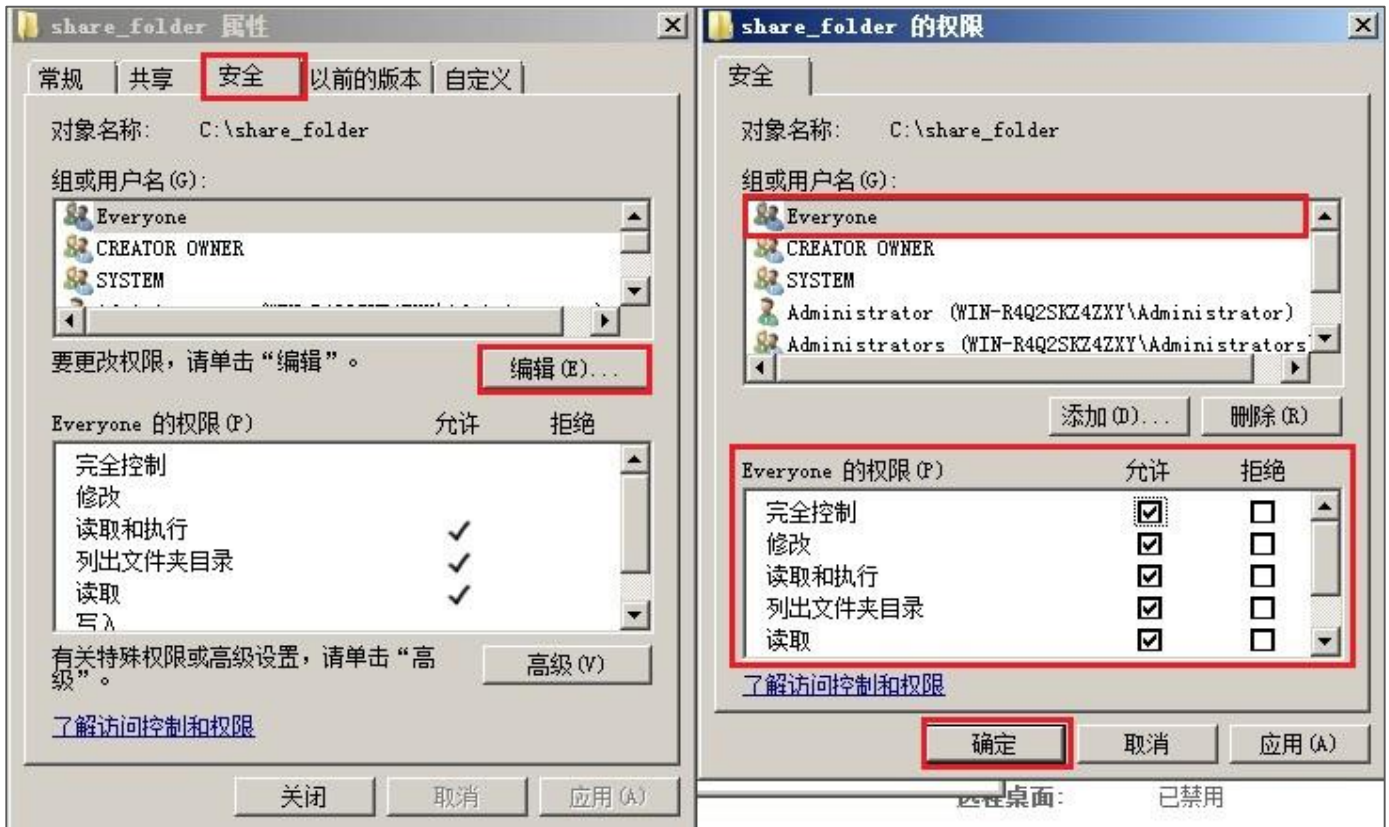 share_folder 属性
常规 共享 安全 以前的版本 自定义
对象名称: C:\share_folder
组或用户名(G):
Everyone
CREATOR OWNER
SYSTEM
要更改权限，请单击“编辑”。
编辑(E)...
Everyone 的权限(P) 允许 拒绝
完全控制
修改
读取和执行
列出文件夹目录
读取
写入
有关特殊权限或高级设置，请单击“高
级”。
高级(V)
了解访问控制和权限
关闭 取消 应用(A)
share_folder 的权限
安全
对象名称: C:\share_folder
组或用户名(G):
Everyone
CREATOR OWNER
SYSTEM
Administrator (WIN-R4Q2SKZ4ZXY\Administrator)
Administrators (WIN-R4Q2SKZ4ZXY\Administrators
添加(D)... 删除(R)
Everyone 的权限(P) 允许 拒绝
完全控制
修改
读取和执行
列出文件夹目录
读取
了解访问控制和权限
确定 取消 应用(A)
远程桌面: 已禁用